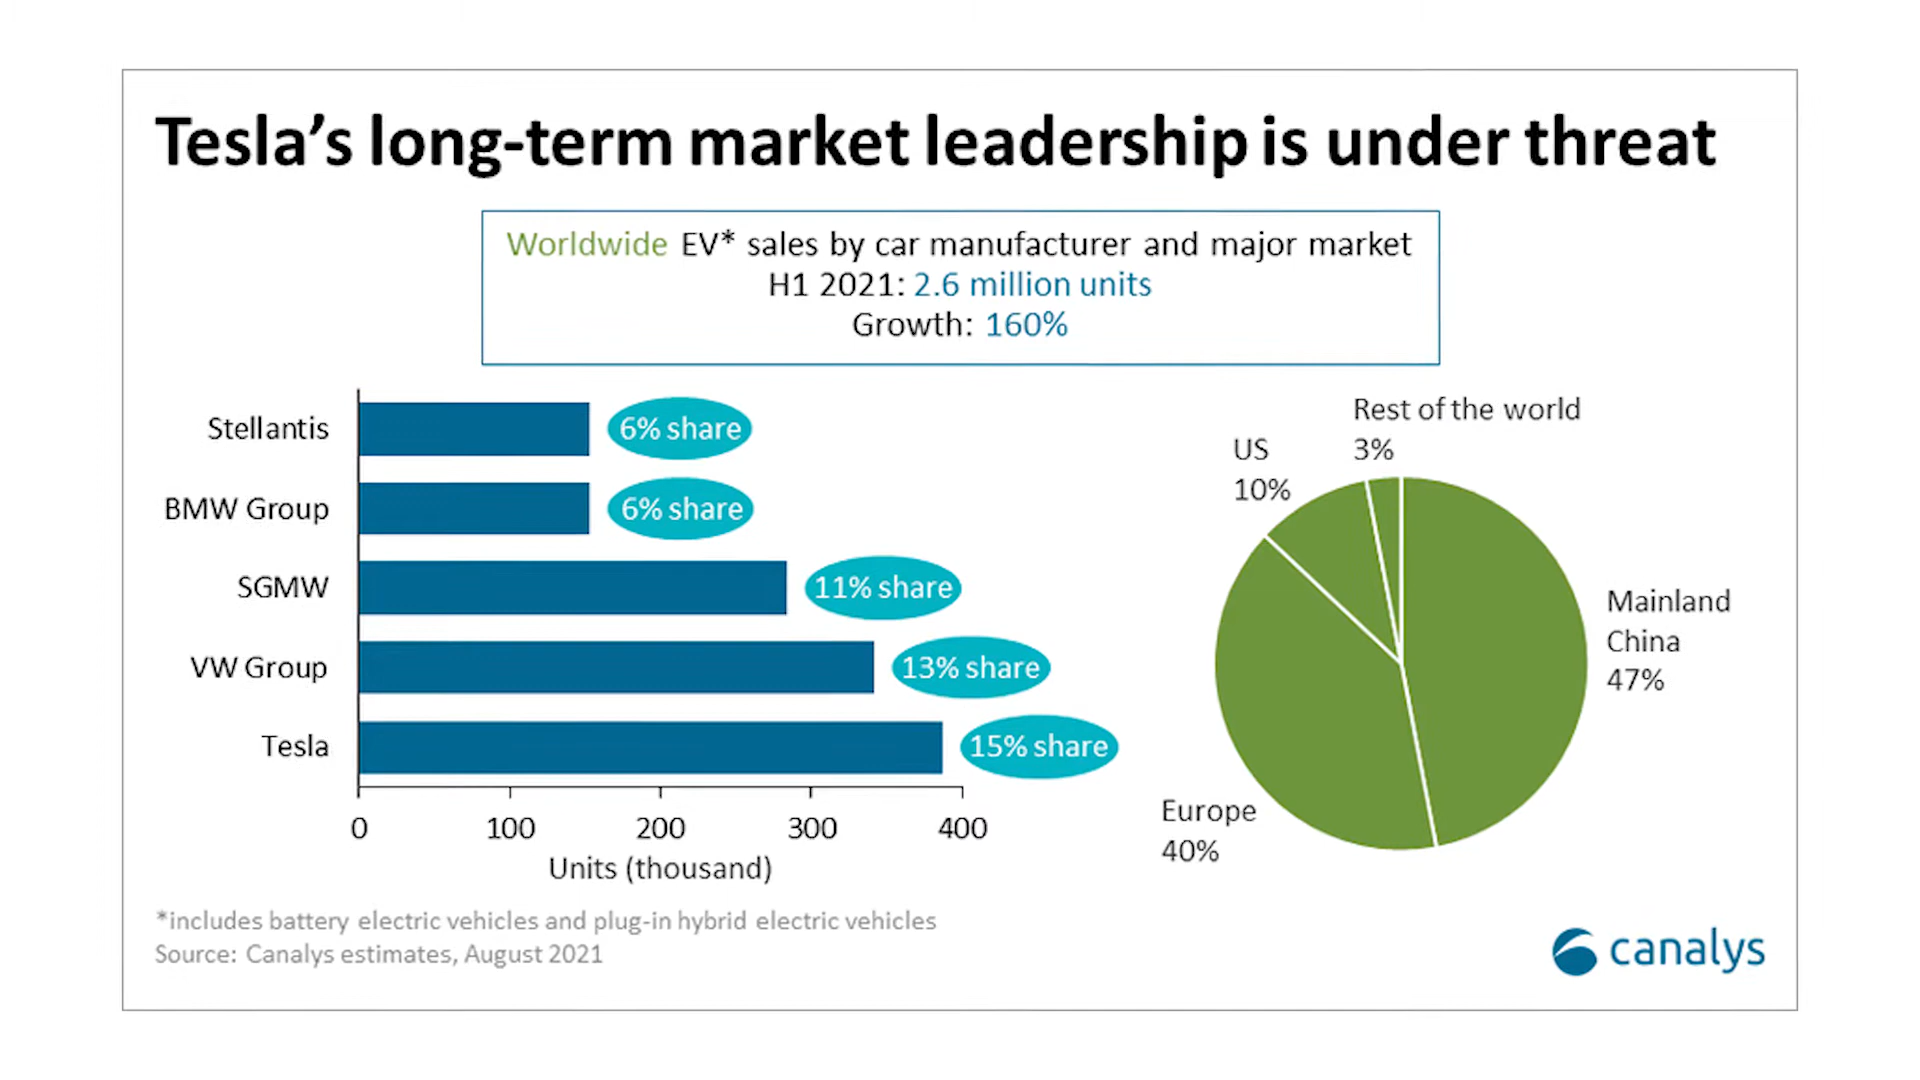 Tesla’s long-term market leadership is under threat
Worldwide EV* sales by car manufacturer and major market
H1 2021: 2.6 million units
Growth: 160%
Stellantis
6% share
BMW Group
6% share
SGMW
11% share
VW Group
13% share
Tesla
15% share
0 100 200 300 400
Units (thousand)
Rest of the world
3%
US
10%
Mainland
China
47%
Europe
40%
*includes battery electric vehicles and plug-in hybrid electric vehicles
Source: Canalys estimates, August 2021
canalys